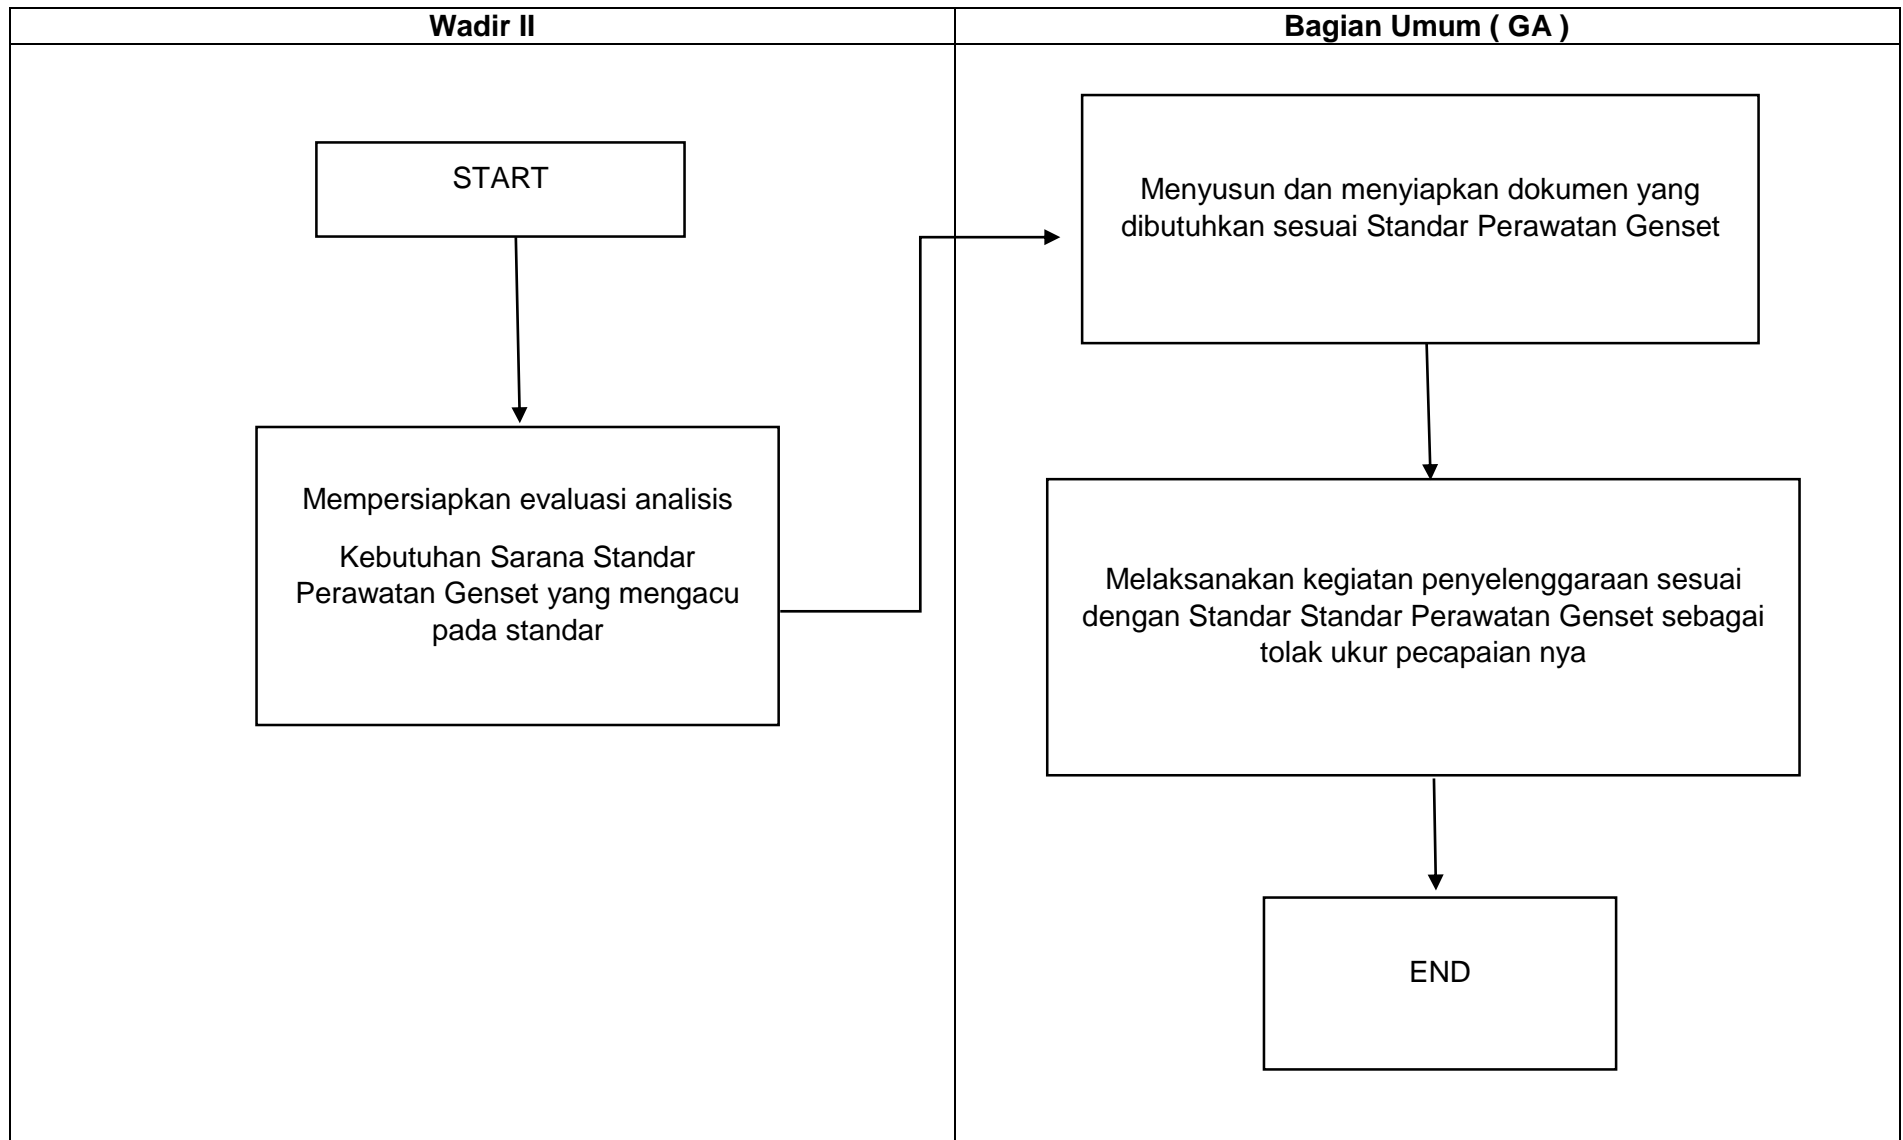 Wadir II
Bagian Umum ( GA )
START
Mempersiapkan evaluasi analisis
Kebutuhan Sarana Standar
Perawatan Genset yang mengacu
pada standar
Menyusun dan menyiapkan dokumen yang
dibutuhkan sesuai Standar Perawatan Genset
Melaksanakan kegiatan penyelenggaraan sesuai
dengan Standar Standar Perawatan Genset sebagai
tolak ukur pecapaian nya
END